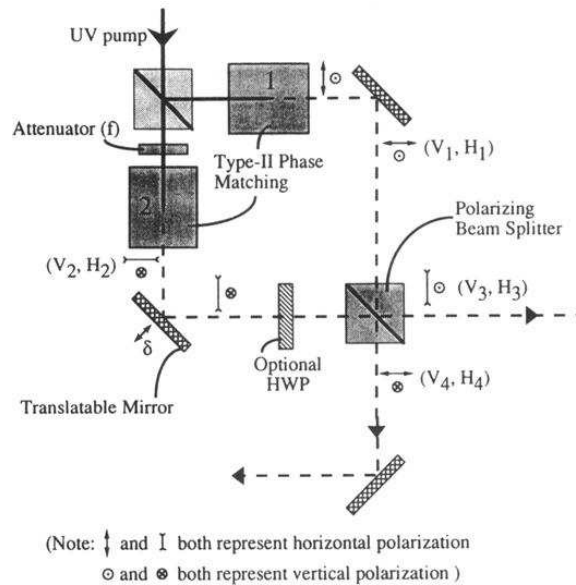 UV pump
1
Attenuator (f)
Type-II Phase
Matching
2
(V₁, H₁)
Polarizing
Beam Splitter
(V₂, H₂)
(V₃, H₃)
δ
Optional
HWP
(V₄, H₄)
Translatable Mirror
(Note: ↕ and I both represent horizontal polarization
⊙ and ⊗ both represent vertical polarization )